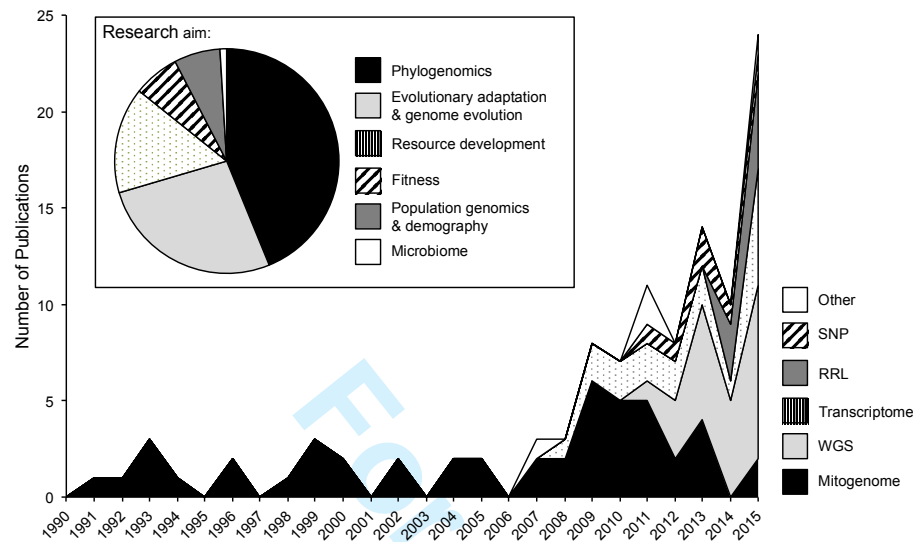 25
20
15
10
5
0
Number of Publications
Research aim:
Phylogenomics
Evolutionary adaptation
& genome evolution
Resource development
Fitness
Population genomics
& demography
Microbiome
Other
SNP
RRL
Transcriptome
WGS
Mitogenome
For
1990
1991
1992
1993
1994
1995
1996
1997
1998
1999
2000
2001
2002
2003
2004
2005
2006
2007
2008
2009
2010
2011
2012
2013
2014
2015